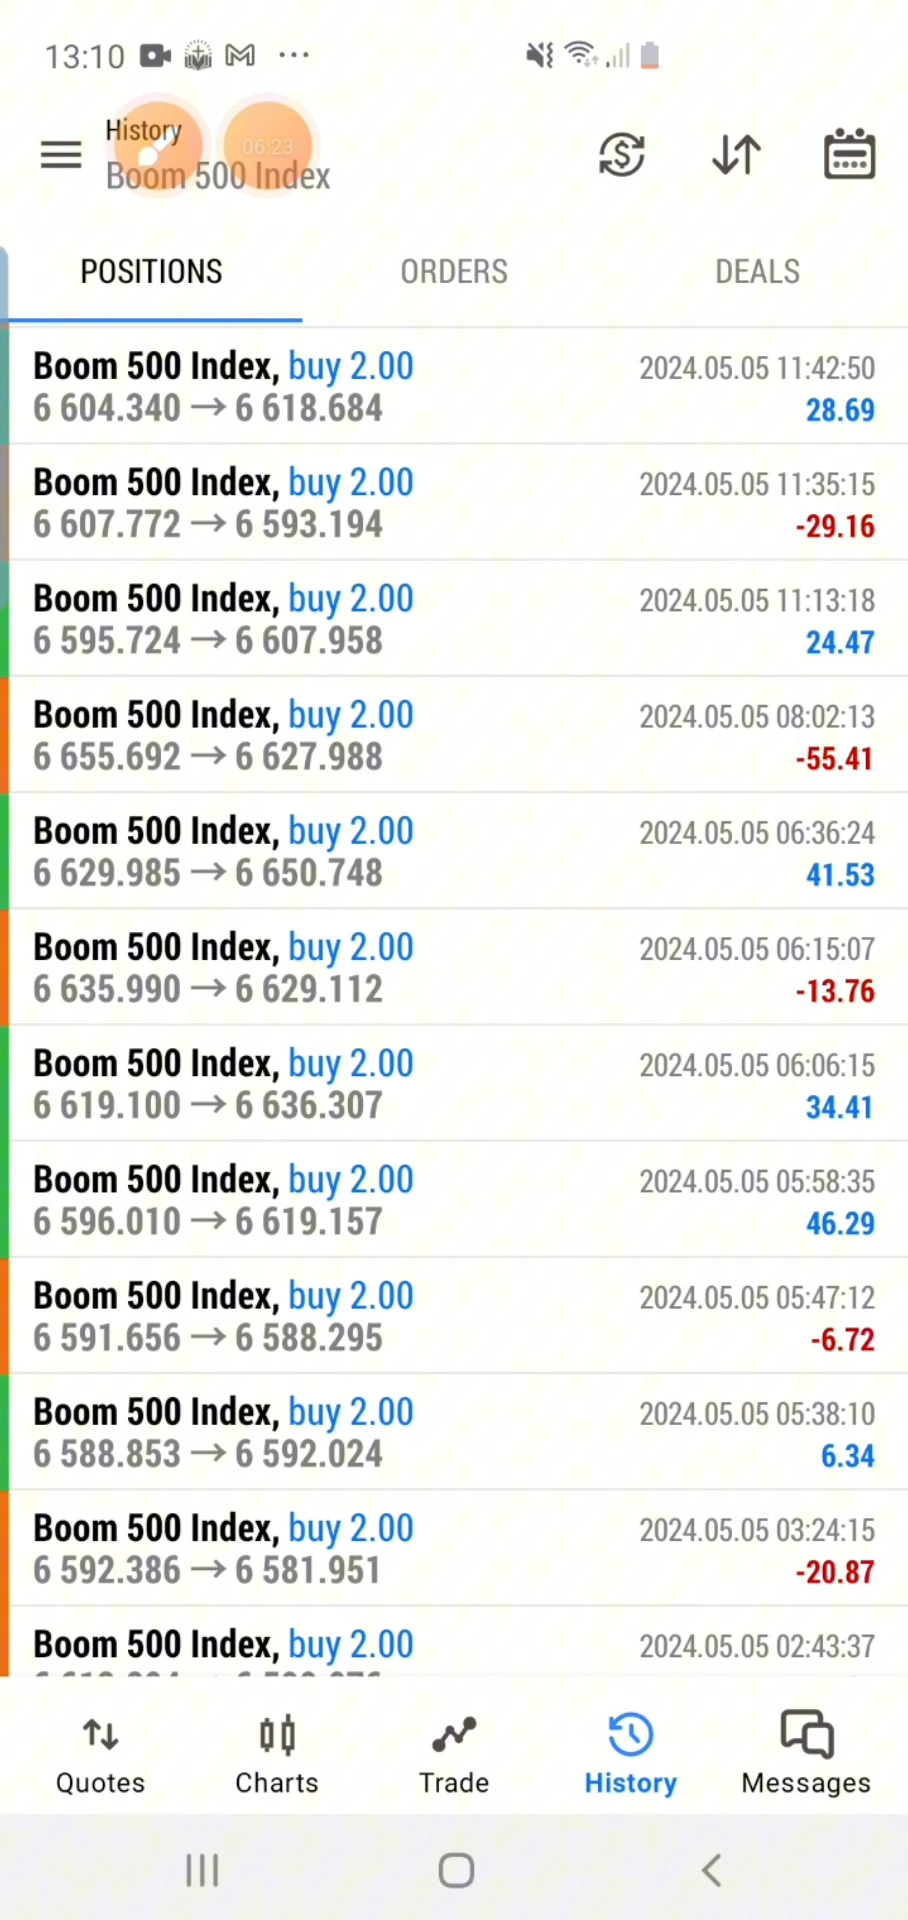 13:10
History
06:23
Boom 500 Index
POSITIONS ORDERS DEALS
Boom 500 Index, buy 2.00 2024.05.05 11:42:50
6 604.340 → 6 618.684 28.69
Boom 500 Index, buy 2.00 2024.05.05 11:35:15
6 607.772 → 6 593.194 -29.16
Boom 500 Index, buy 2.00 2024.05.05 11:13:18
6 595.724 → 6 607.958 24.47
Boom 500 Index, buy 2.00 2024.05.05 08:02:13
6 655.692 → 6 627.988 -55.41
Boom 500 Index, buy 2.00 2024.05.05 06:36:24
6 629.985 → 6 650.748 41.53
Boom 500 Index, buy 2.00 2024.05.05 06:15:07
6 635.990 → 6 629.112 -13.76
Boom 500 Index, buy 2.00 2024.05.05 06:06:15
6 619.100 → 6 636.307 34.41
Boom 500 Index, buy 2.00 2024.05.05 05:58:35
6 596.010 → 6 619.157 46.29
Boom 500 Index, buy 2.00 2024.05.05 05:47:12
6 591.656 → 6 588.295 -6.72
Boom 500 Index, buy 2.00 2024.05.05 05:38:10
6 588.853 → 6 592.024 6.34
Boom 500 Index, buy 2.00 2024.05.05 03:24:15
6 592.386 → 6 581.951 -20.87
Boom 500 Index, buy 2.00 2024.05.05 02:43:37
Quotes Charts Trade History Messages